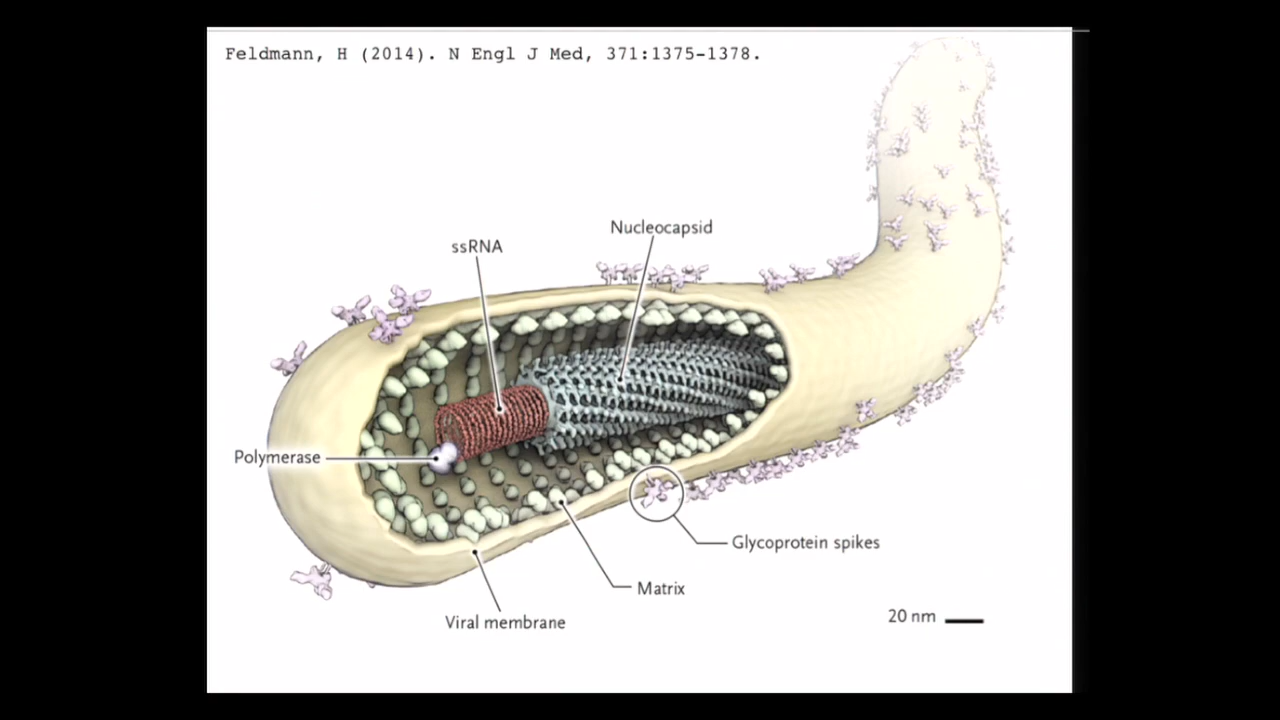 Feldmann, H (2014). N Engl J Med, 371:1375-1378.
Nucleocapsid
ssRNA
Polymerase
Glycoprotein spikes
Matrix
Viral membrane
20 nm